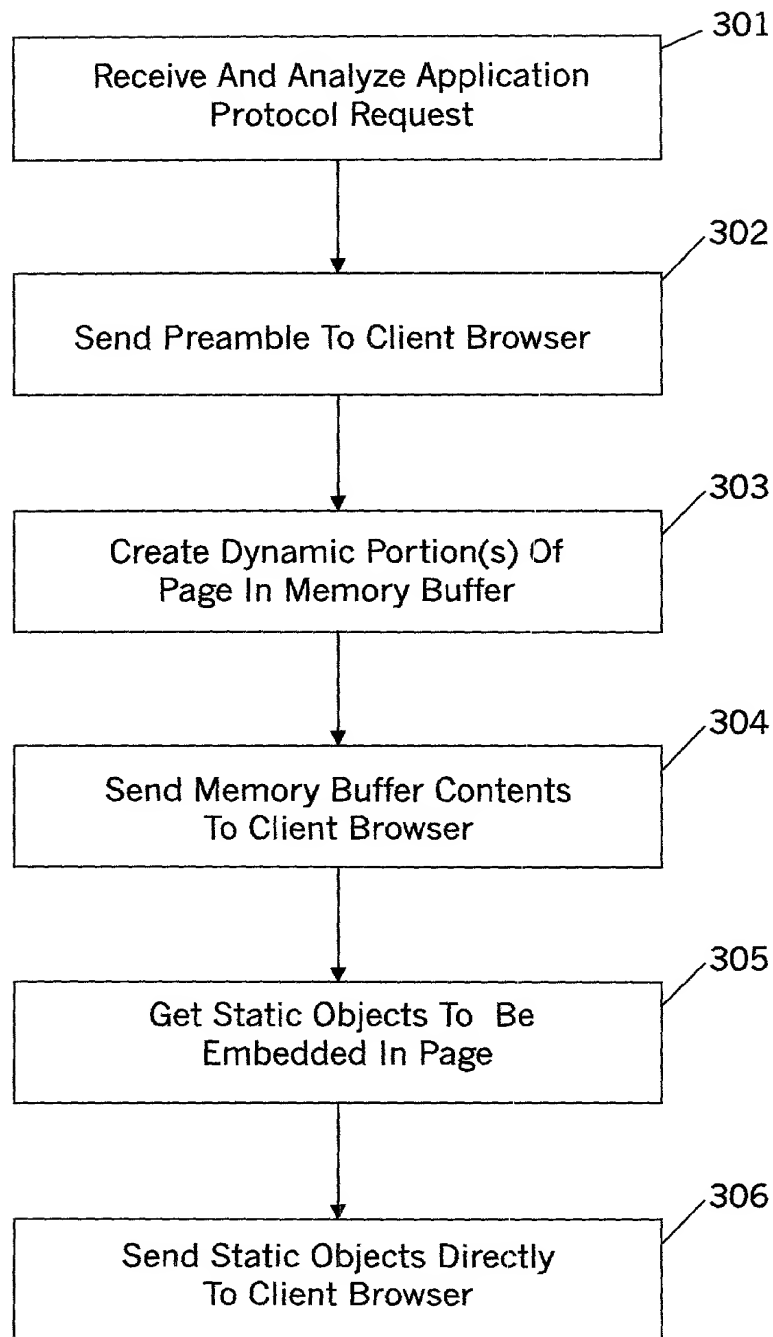 301
Receive And Analyze Application
Protocol Request
302
Send Preamble To Client Browser
303
Create Dynamic Portion(s) Of
Page In Memory Buffer
304
Send Memory Buffer Contents
To Client Browser
305
Get Static Objects To Be
Embedded In Page
306
Send Static Objects Directly
To Client Browser